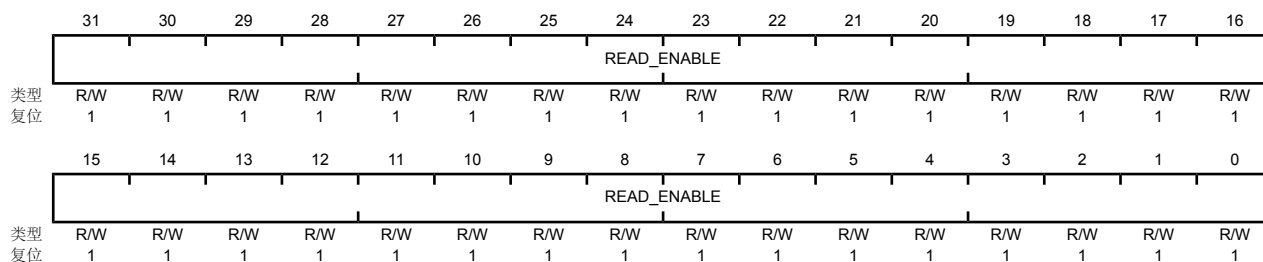 31 30 29 28 27 26 25 24 23 22 21 20 19 18 17 16
READ_ENABLE
类型 R/W R/W R/W R/W R/W R/W R/W R/W R/W R/W R/W R/W R/W R/W R/W R/W
复位 1 1 1 1 1 1 1 1 1 1 1 1 1 1 1 1
15 14 13 12 11 10 9 8 7 6 5 4 3 2 1 0
READ_ENABLE
类型 R/W R/W R/W R/W R/W R/W R/W R/W R/W R/W R/W R/W R/W R/W R/W R/W
复位 1 1 1 1 1 1 1 1 1 1 1 1 1 1 1 1